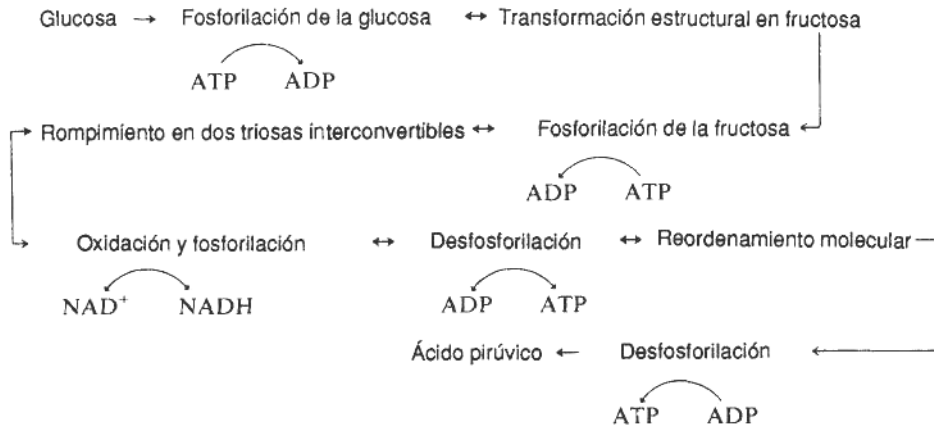 Glucosa → Fosforilación de la glucosa ↔ Transformación estructural en fructosa
ATP ADP
Rompimiento en dos triosas interconvertibles ↔ Fosforilación de la fructosa
ADP ATP
Oxidación y fosforilación ↔ Desfosforilación ↔ Reordenamiento molecular
NAD⁺ NADH ADP ATP
Ácido pirúvico ← Desfosforilación
ATP ADP